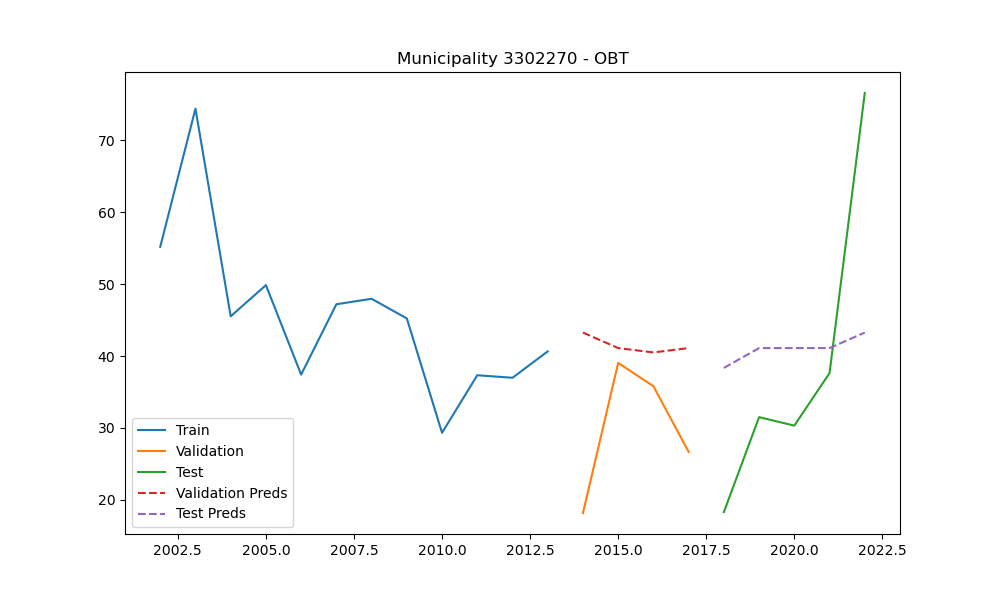 Municipality 3302270 - OBT
70
60
50
40
30
20
Train
Validation
Test
Validation Preds
Test Preds
2002.5 2005.0 2007.5 2010.0 2012.5 2015.0 2017.5 2020.0 2022.5